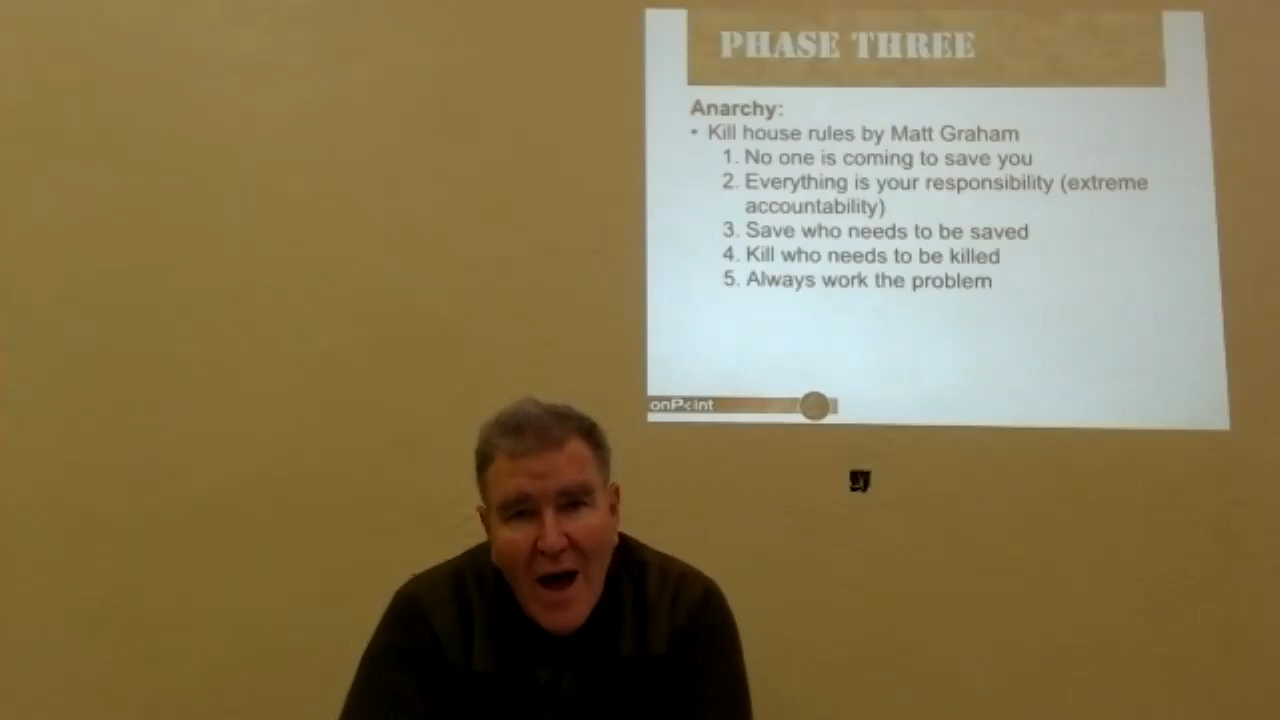 PHASE THREE
Anarchy:
• Kill house rules by Matt Graham
1. No one is coming to save you
2. Everything is your responsibility (extreme
accountability)
3. Save who needs to be saved
4. Kill who needs to be killed
5. Always work the problem
onPoint